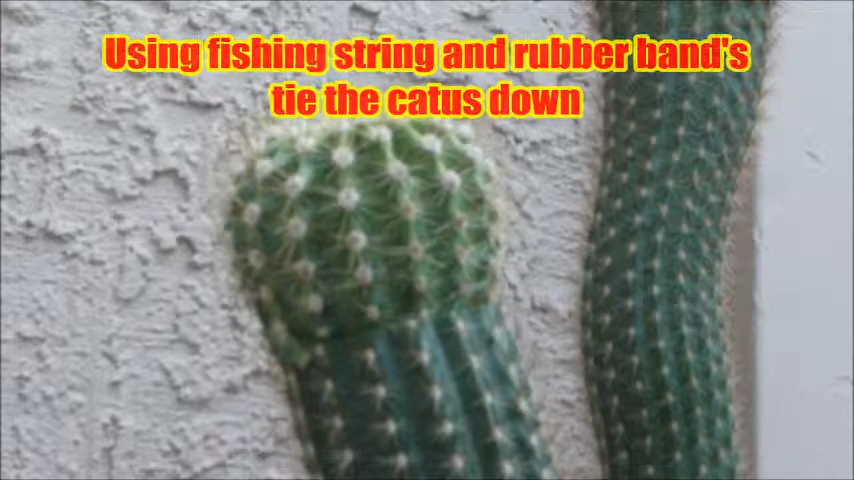 Using fishing string and rubber band's
tie the catus down